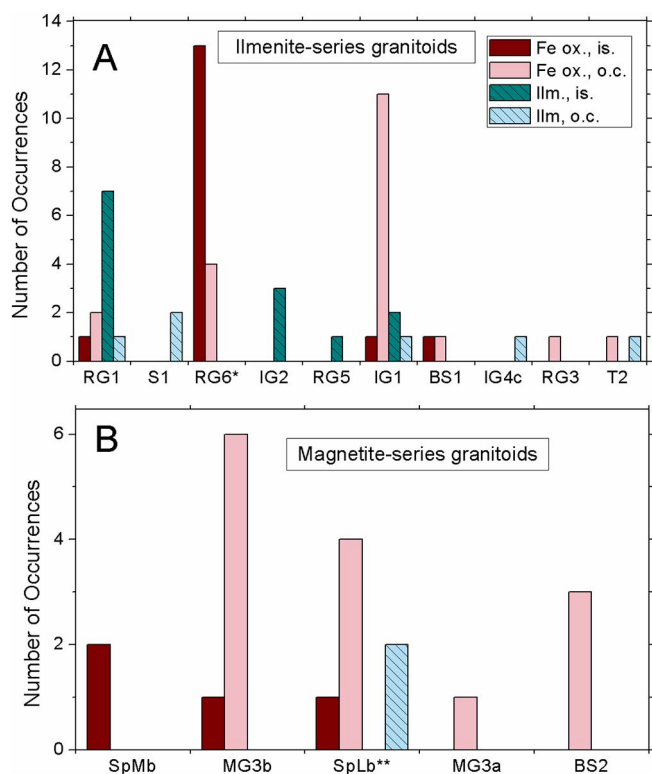 A
Ilmenite-series granitoids
Fe ox., is.
Fe ox., o.c.
Ilm., is.
Ilm, o.c.
Number of Occurrences
14
12
10
8
6
4
2
0
RG1 S1 RG6* IG2 RG5 IG1 BS1 IG4c RG3 T2
B
Magnetite-series granitoids
Number of Occurrences
6
4
2
0
SpMb MG3b SpLb** MG3a BS2